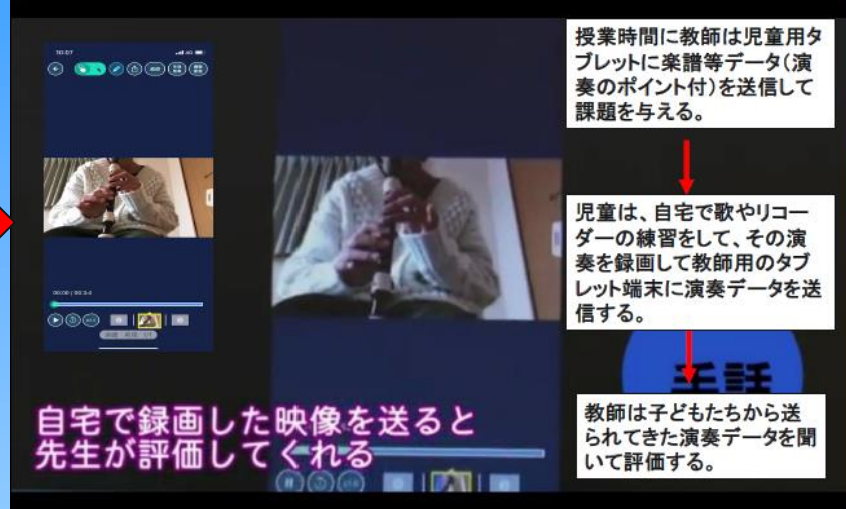 10:07
4G
授業時間に教師は児童用タ
ブレットに楽譜等データ(演
奏のポイント付)を送信して
課題を与える。
児童は、自宅で歌やリコー
ダーの練習をして、その演
奏を録画して教師用のタブ
レット端末に演奏データを送
信する。
手話
教師は子どもたちから送
られてきた演奏データを聞
いて評価する。
自宅で録画した映像を送ると
先生が評価してくれる